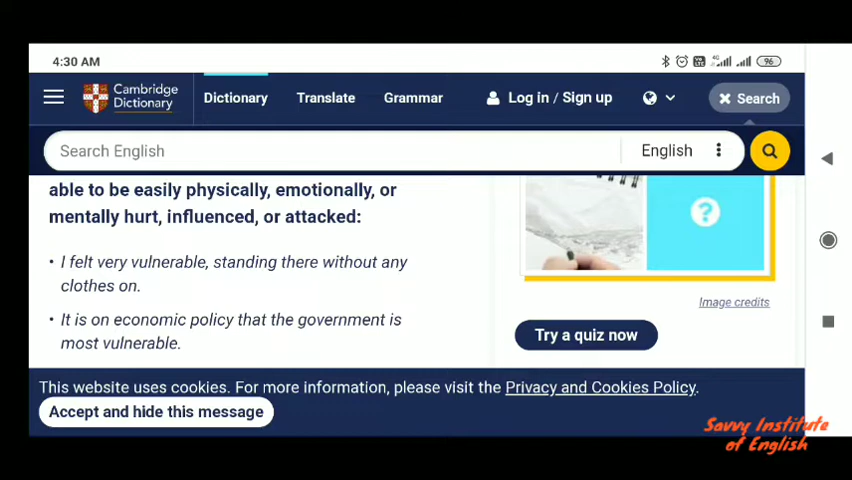 4:30 AM
4G
96
Cambridge
Dictionary
Dictionary
Translate
Grammar
Log in / Sign up
Search
Search English
English
able to be easily physically, emotionally, or
mentally hurt, influenced, or attacked:
• I felt very vulnerable, standing there without any
clothes on.
• It is on economic policy that the government is
most vulnerable.
?
Image credits
Try a quiz now
This website uses cookies. For more information, please visit the Privacy and Cookies Policy.
Accept and hide this message
Savvy Institute
of English